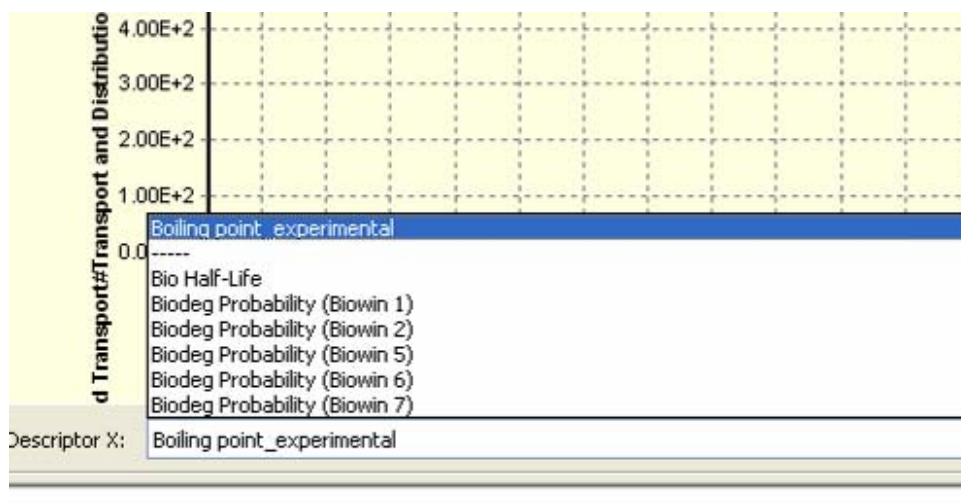 d Transport#Transport and Distributio
4.00E+2
3.00E+2
2.00E+2
1.00E+2
0.0
Boiling point_experimental
-----
Bio Half-Life
Biodeg Probability (Biowin 1)
Biodeg Probability (Biowin 2)
Biodeg Probability (Biowin 5)
Biodeg Probability (Biowin 6)
Biodeg Probability (Biowin 7)
Descriptor X: Boiling point_experimental